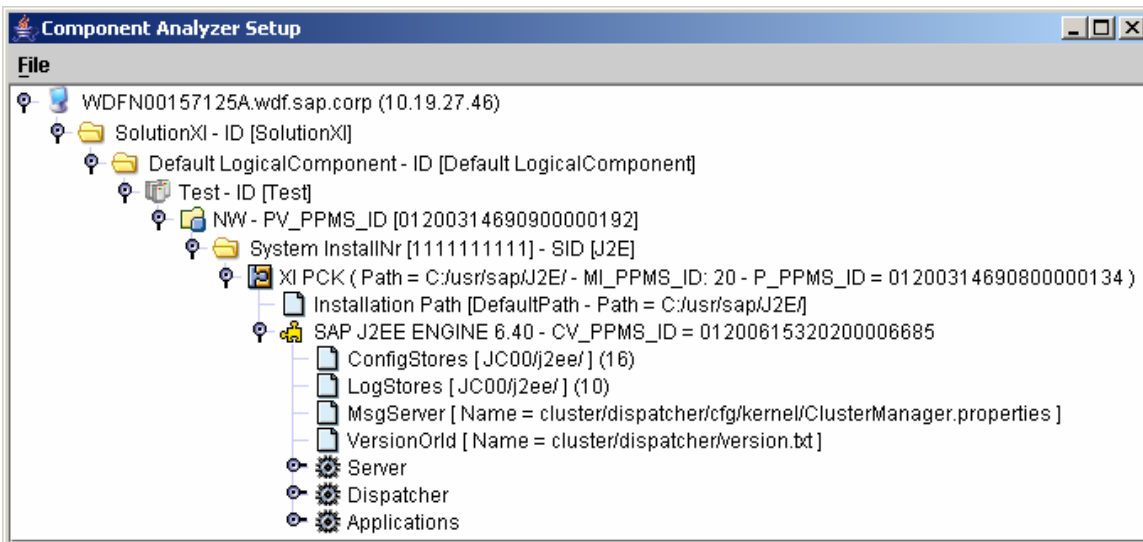 Component Analyzer Setup
File
WDFN00157125A.wdf.sap.corp (10.19.27.46)
SolutionXI - ID [SolutionXI]
Default LogicalComponent - ID [Default LogicalComponent]
Test - ID [Test]
NW - PV_PPMS_ID [01200314690900000192]
System InstallNr [1111111111] - SID [J2E]
XI PCK ( Path = C:/usr/sap/J2E/ - MI_PPMS_ID: 20 - P_PPMS_ID = 01200314690800000134 )
Installation Path [DefaultPath - Path = C:/usr/sap/J2E/]
SAP J2EE ENGINE 6.40 - CV_PPMS_ID = 01200615320200006685
ConfigStores [ JC00/j2ee/ ] (16)
LogStores [ JC00/j2ee/ ] (10)
MsgServer [ Name = cluster/dispatcher/cfg/kernel/ClusterManager.properties ]
VersionOrId [ Name = cluster/dispatcher/version.txt ]
Server
Dispatcher
Applications